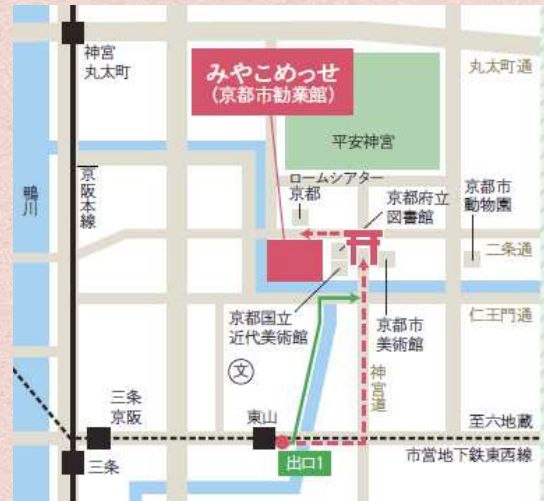 神宮
丸太町
みやこめっせ
(京都市勧業館)
丸太町通
平安神宮
鴨川
京阪本線
ロームシアター
京都
京都府立
図書館
京都市
動物園
二条通
京都国立
近代美術館
京都市
美術館
仁王門通
文
神宮道
三条
京阪
東山
至六地蔵
三条
出口1
市営地下鉄東西線